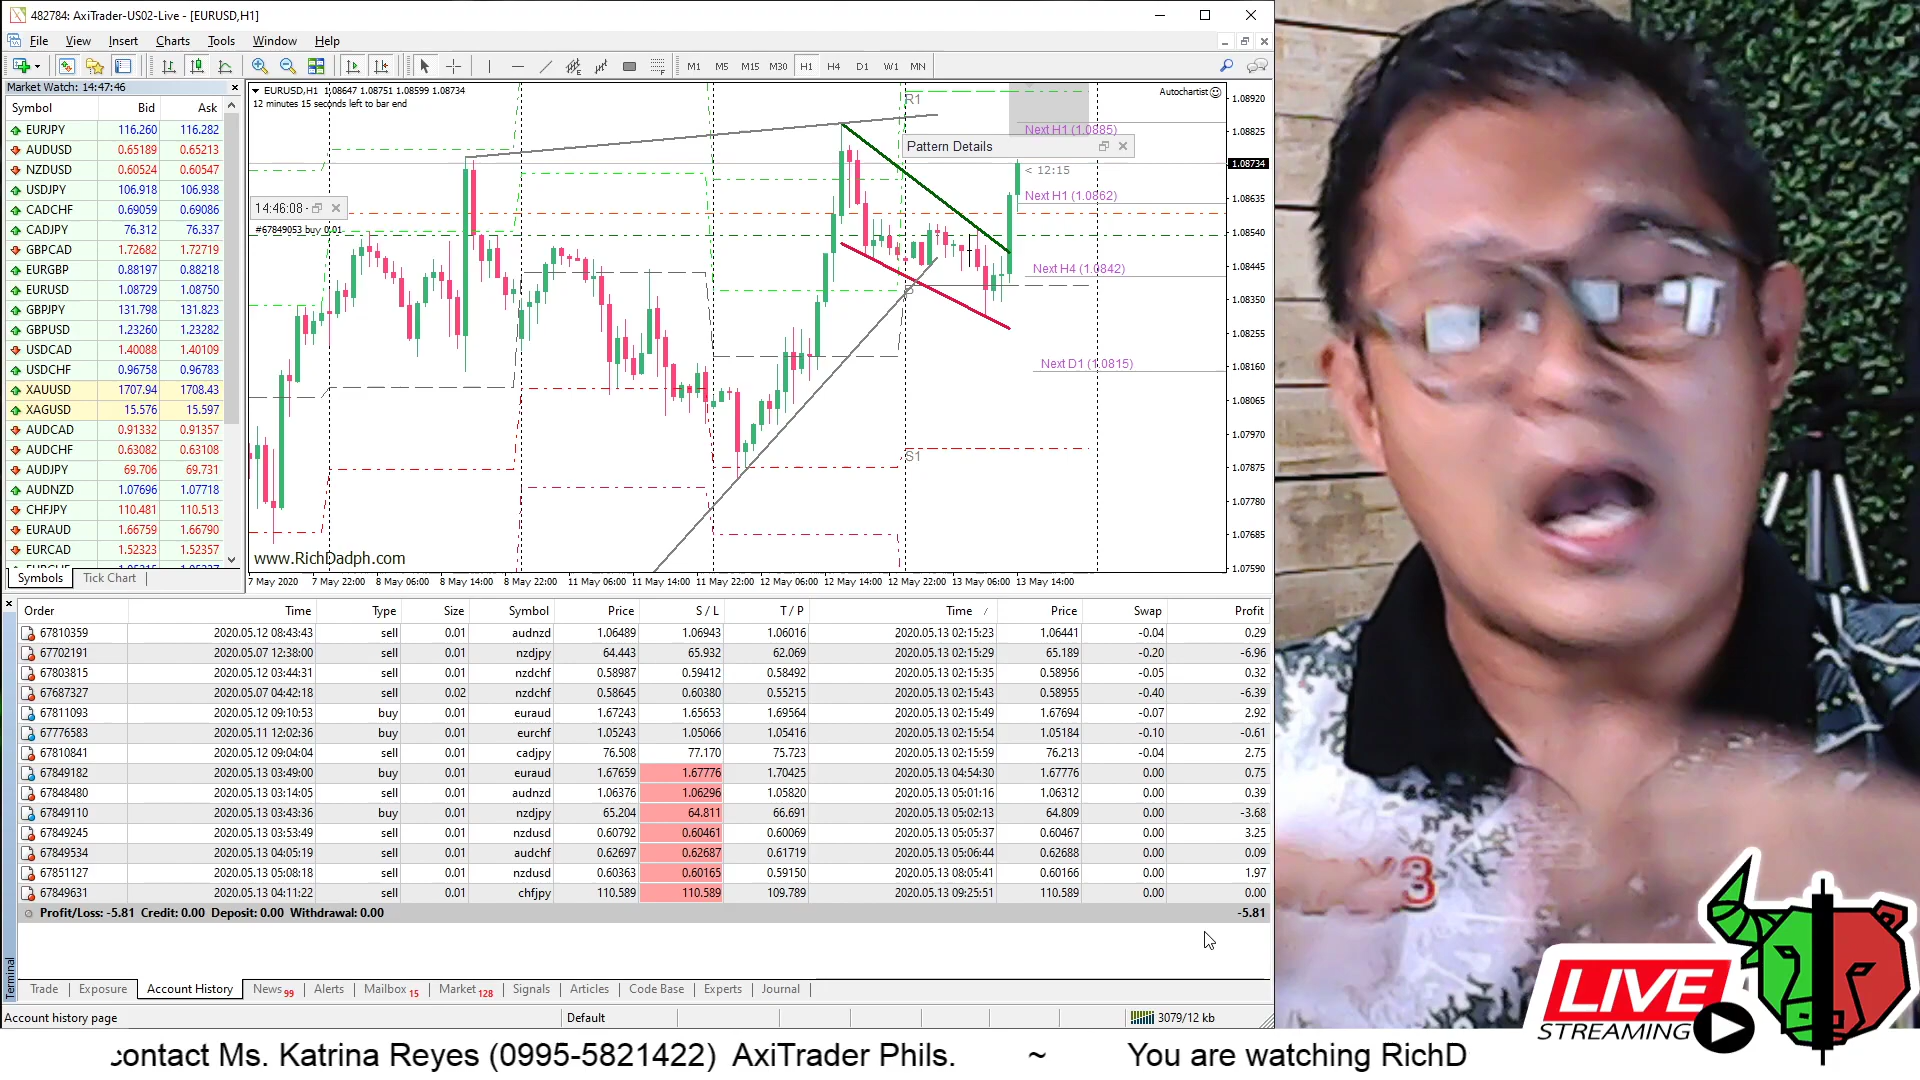 482784: AxiTrader-US02-Live - [EURUSD,H1]
File View Insert Charts Tools Window Help
M1 M5 M15 M30 H1 H4 D1 W1 MN
Market Watch: 14:47:46
Symbol Bid Ask
EURJPY 116.260 116.282
AUDUSD 0.65189 0.65213
NZDUSD 0.60524 0.60547
USDJPY 106.918 106.938
CADCHF 0.69059 0.69086
CADJPY 76.312 76.337
GBPCAD 1.72682 1.72719
EURGBP 0.88197 0.88218
EURUSD 1.08729 1.08750
GBPJPY 131.798 131.823
GBPUSD 1.23260 1.23282
USDCAD 1.40088 1.40109
USDCHF 0.96758 0.96783
XAUUSD 1707.94 1708.43
XAGUSD 15.576 15.597
AUDCAD 0.91332 0.91357
AUDCHF 0.63082 0.63108
AUDJPY 69.706 69.731
AUDNZD 1.07696 1.07718
CHFJPY 110.481 110.513
EURAUD 1.66759 1.66790
EURCAD 1.52323 1.52357
Symbols Tick Chart
EURUSD,H1 1.08647 1.08751 1.08599 1.08734
12 minutes 15 seconds left to bar end
Autochartist
R1
Next H1 (1.0885)
Pattern Details
< 12:15
Next H1 (1.0862)
14:46:08 -
#67849053 buy 0.01
Next H4 (1.0842)
Next D1 (1.0815)
S1
www.RichDadph.com
1.08920
1.08825
1.08734
1.08635
1.08540
1.08445
1.08350
1.08255
1.08160
1.08065
1.07970
1.07875
1.07780
1.07685
1.07590
7 May 2020 7 May 22:00 8 May 06:00 8 May 14:00 8 May 22:00 11 May 06:00 11 May 14:00 11 May 22:00 12 May 06:00 12 May 14:00 12 May 22:00 13 May 06:00 13 May 14:00
Order Time Type Size Symbol Price S / L T / P Time / Price Swap Profit
67810359 2020.05.12 08:43:43 sell 0.01 audnzd 1.06489 1.06943 1.06016 2020.05.13 02:15:23 1.06441 -0.04 0.29
67702191 2020.05.07 12:38:00 sell 0.01 nzdjpy 64.443 65.932 62.069 2020.05.13 02:15:29 65.189 -0.20 -6.96
67803815 2020.05.12 03:44:31 sell 0.01 nzdchf 0.58987 0.59412 0.58492 2020.05.13 02:15:35 0.58956 -0.05 0.32
67687327 2020.05.07 04:42:18 sell 0.02 nzdchf 0.58645 0.60380 0.55215 2020.05.13 02:15:43 0.58955 -0.40 -6.39
67811093 2020.05.12 09:10:53 buy 0.01 euraud 1.67243 1.65653 1.69564 2020.05.13 02:15:49 1.67694 -0.07 2.92
67776583 2020.05.11 12:02:36 buy 0.01 eurchf 1.05243 1.05066 1.05416 2020.05.13 02:15:54 1.05184 -0.10 -0.61
67810841 2020.05.12 09:04:04 sell 0.01 cadjpy 76.508 77.170 75.723 2020.05.13 02:15:59 76.213 -0.04 2.75
67849182 2020.05.13 03:49:00 buy 0.01 euraud 1.67659 1.67776 1.70425 2020.05.13 04:54:30 1.67776 0.00 0.75
67848480 2020.05.13 03:14:05 sell 0.01 audnzd 1.06376 1.06296 1.05820 2020.05.13 05:01:16 1.06312 0.00 0.39
67849110 2020.05.13 03:43:36 buy 0.01 nzdjpy 65.204 64.811 66.691 2020.05.13 05:02:13 64.809 0.00 -3.68
67849245 2020.05.13 03:53:49 sell 0.01 nzdusd 0.60792 0.60461 0.60069 2020.05.13 05:05:37 0.60467 0.00 3.25
67849534 2020.05.13 04:05:19 sell 0.01 audchf 0.62697 0.62687 0.61719 2020.05.13 05:06:44 0.62688 0.00 0.09
67851127 2020.05.13 05:08:18 sell 0.01 nzdusd 0.60363 0.60165 0.59150 2020.05.13 08:05:41 0.60166 0.00 1.97
67849631 2020.05.13 04:11:22 sell 0.01 chfjpy 110.589 110.589 109.789 2020.05.13 09:25:51 110.589 0.00 0.00
Profit/Loss: -5.81 Credit: 0.00 Deposit: 0.00 Withdrawal: 0.00 -5.81
Terminal
Trade Exposure Account History News 99 Alerts Mailbox 15 Market 128 Signals Articles Code Base Experts Journal
Account history page Default 3079/12 kb
3
LIVE
STREAMING
contact Ms. Katrina Reyes (0995-5821422) AxiTrader Phils. ~ You are watching RichD